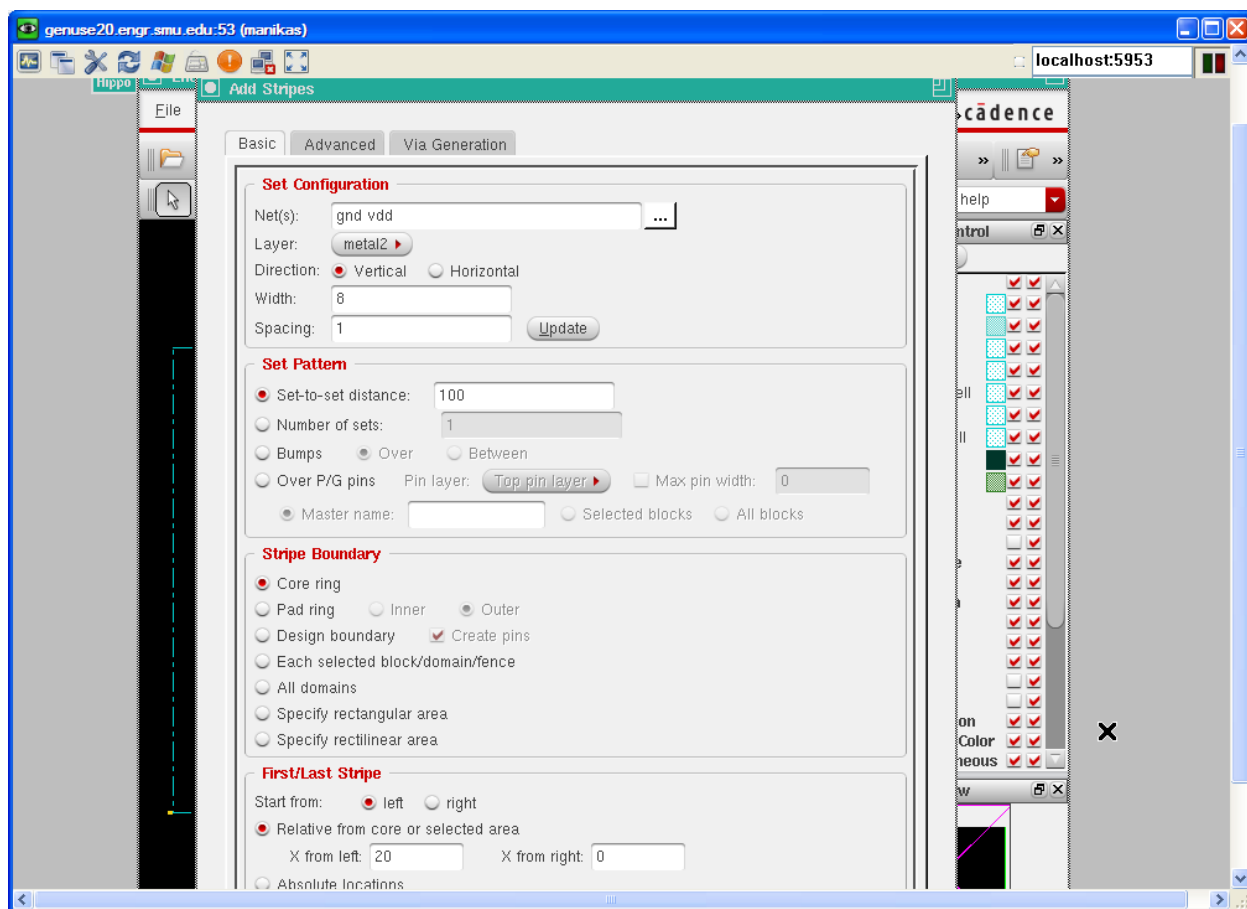 genuse20.engr.smu.edu:53 (manikas)
localhost:5953
Hippo
Add Stripes
File
cādence
Basic Advanced Via Generation
» »
help
Set Configuration
Net(s): gnd vdd ...
ntrol
Layer: metal2
Direction: Vertical Horizontal
Width: 8
Spacing: 1 Update
Set Pattern
Set-to-set distance: 100
ell
Number of sets: 1
ll
Bumps Over Between
Over P/G pins Pin layer: Top pin layer Max pin width: 0
Master name: Selected blocks All blocks
Stripe Boundary
Core ring
Pad ring Inner Outer
Design boundary Create pins
Each selected block/domain/fence
All domains
Specify rectangular area
on
Specify rectilinear area
Color
neous
First/Last Stripe
w
Start from: left right
Relative from core or selected area
X from left: 20 X from right: 0
Absolute locations